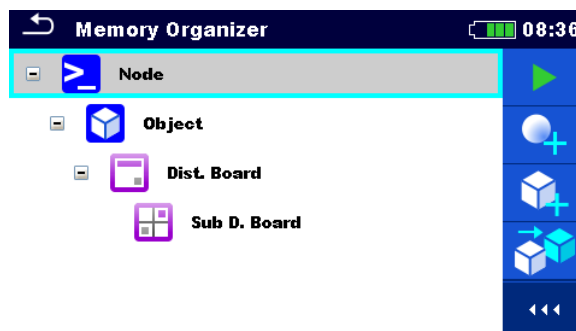 Memory Organizer 08:36
Node
Object
Dist. Board
Sub D. Board